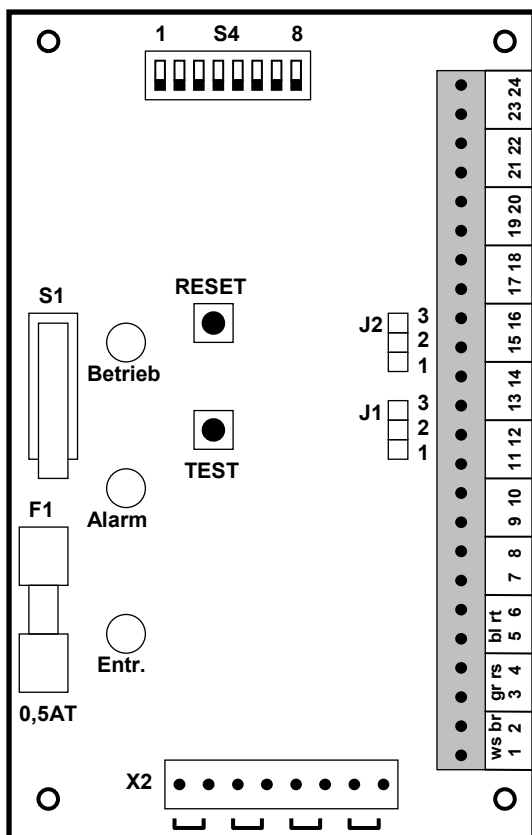 1 S4 8
23 24
21 22
19 20
17 18
S1
RESET
J2
3
2
1
15 16
Betrieb
13 14
J1
3
2
1
11 12
TEST
Alarm
F1
9 10
7 8
bl rt
5 6
Entr.
gr rs
3 4
0,5AT
ws br
1 2
X2